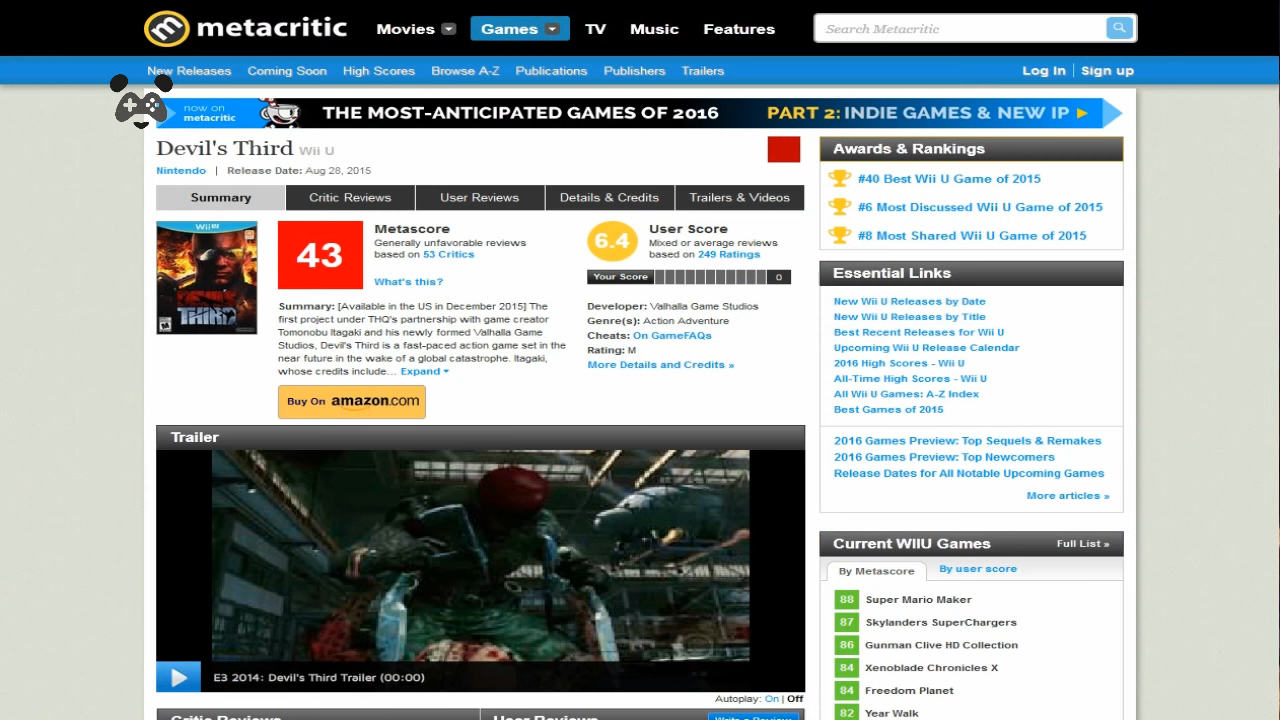 metacritic
Movies
Games
TV
Music
Features
Search Metacritic
New Releases
Coming Soon
High Scores
Browse A-Z
Publications
Publishers
Trailers
Log In | Sign up
now on
metacritic
THE MOST-ANTICIPATED GAMES OF 2016
PART 2: INDIE GAMES & NEW IP
Devil's Third Wii U
Nintendo | Release Date: Aug 28, 2015
Summary
Critic Reviews
User Reviews
Details & Credits
Trailers & Videos
Wii U
THIRD
43
Metascore
Generally unfavorable reviews
based on 53 Critics
What's this?
Summary: [Available in the US in December 2015] The
first project under THQ's partnership with game creator
Tomonobu Itagaki and his newly formed Valhalla Game
Studios, Devil's Third is a fast-paced action game set in the
near future in the wake of a global catastrophe. Itagaki,
whose credits include... Expand
Buy On amazon.com
6.4
User Score
Mixed or average reviews
based on 249 Ratings
Your Score 0
Developer: Valhalla Game Studios
Genre(s): Action Adventure
Cheats: On GameFAQs
Rating: M
More Details and Credits »
Trailer
E3 2014: Devil's Third Trailer (00:00)
Autoplay: On | Off
Critic Reviews
User Reviews
Write a Review
Awards & Rankings
#40 Best Wii U Game of 2015
#6 Most Discussed Wii U Game of 2015
#8 Most Shared Wii U Game of 2015
Essential Links
New Wii U Releases by Date
New Wii U Releases by Title
Best Recent Releases for Wii U
Upcoming Wii U Release Calendar
2016 High Scores - Wii U
All-Time High Scores - Wii U
All Wii U Games: A-Z Index
Best Games of 2015
2016 Games Preview: Top Sequels & Remakes
2016 Games Preview: Top Newcomers
Release Dates for All Notable Upcoming Games
More articles »
Current WIIU Games
Full List »
By Metascore
By user score
88 Super Mario Maker
87 Skylanders SuperChargers
86 Gunman Clive HD Collection
84 Xenoblade Chronicles X
84 Freedom Planet
82 Year Walk